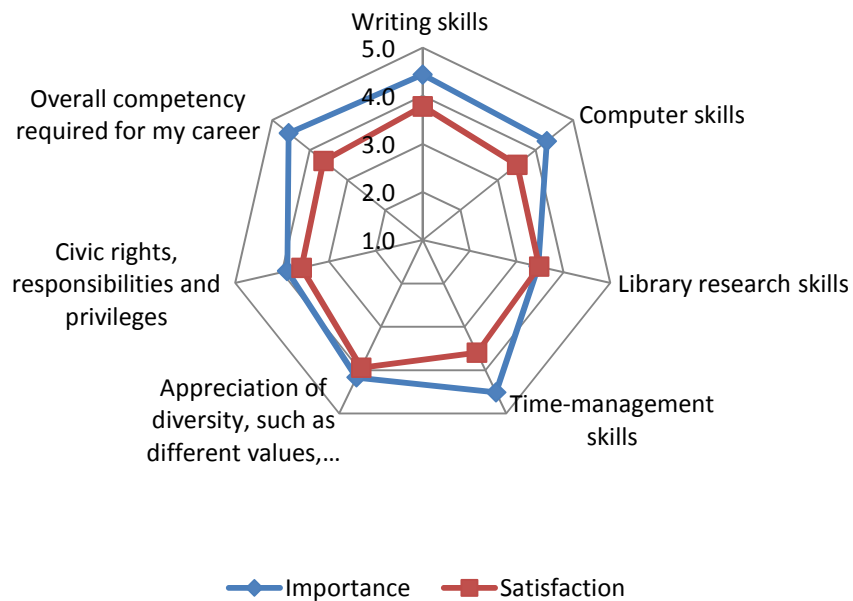 Writing skills
5.0
4.0
3.0
2.0
1.0
Computer skills
Library research skills
Time-management
skills
Appreciation of
diversity, such as
different values,…
Civic rights,
responsibilities and
privileges
Overall competency
required for my career
Importance
Satisfaction